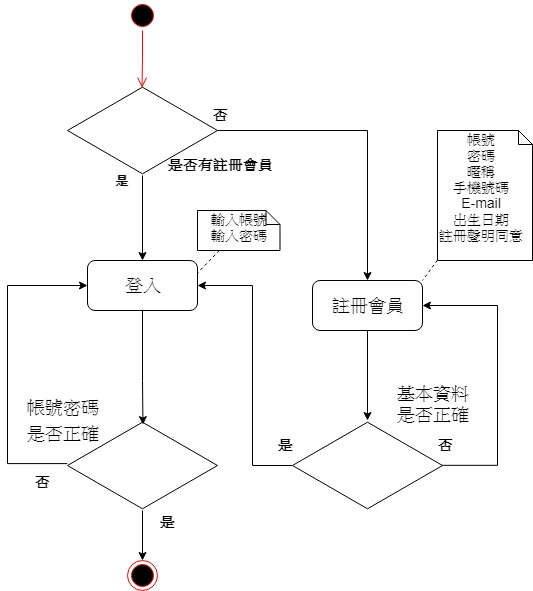 否
是否有註冊會員
是
輸入帳號
輸入密碼
帳號
密碼
暱稱
手機號碼
E-mail
出生日期
註冊聲明同意
登入
註冊會員
帳號密碼
是否正確
基本資料
是否正確
是
否
否
是